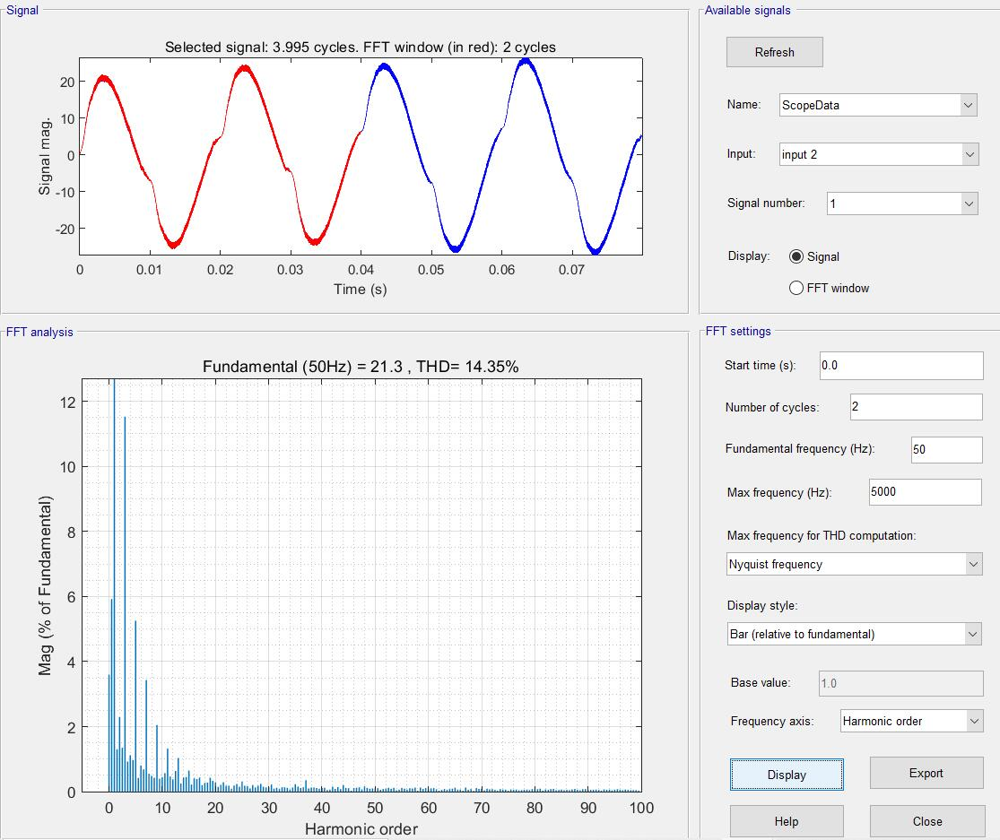 Signal
Selected signal: 3.995 cycles. FFT window (in red): 2 cycles
20
10
0
-10
-20
Signal mag.
0
0.01
0.02
0.03
0.04
0.05
0.06
0.07
Time (s)
Available signals
Refresh
Name:
ScopeData
Input:
input 2
Signal number:
1
Display:
Signal
FFT window
FFT analysis
Fundamental (50Hz) = 21.3 , THD= 14.35%
12
10
8
6
4
2
0
Mag (% of Fundamental)
0
10
20
30
40
50
60
70
80
90
100
Harmonic order
FFT settings
Start time (s):
0.0
Number of cycles:
2
Fundamental frequency (Hz):
50
Max frequency (Hz):
5000
Max frequency for THD computation:
Nyquist frequency
Display style:
Bar (relative to fundamental)
Base value:
1.0
Frequency axis:
Harmonic order
Display
Export
Help
Close